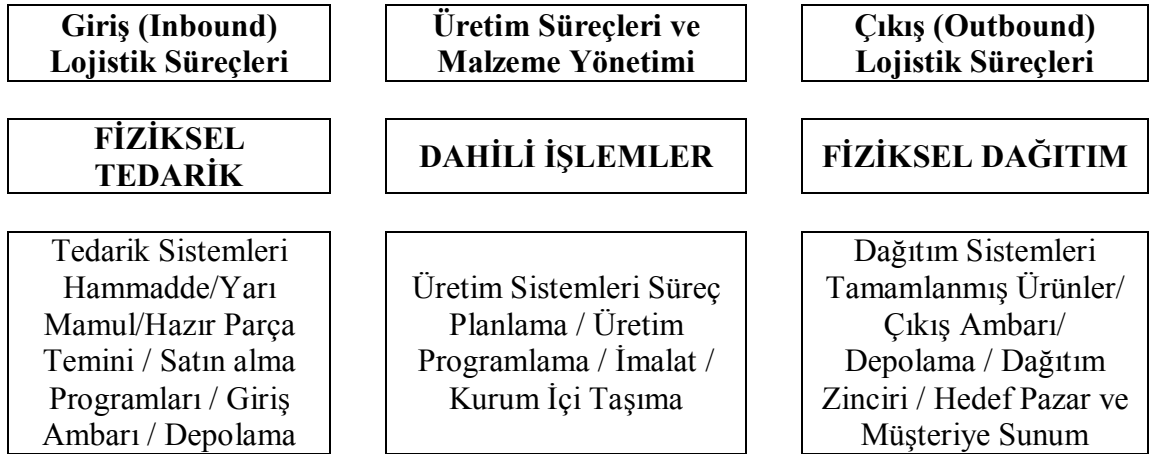 Giriş (Inbound)
Lojistik Süreçleri
Üretim Süreçleri ve
Malzeme Yönetimi
Çıkış (Outbound)
Lojistik Süreçleri
FİZİKSEL
TEDARİK
DAHİLİ İŞLEMLER
FİZİKSEL DAĞITIM
Tedarik Sistemleri
Hammadde/Yarı
Mamul/Hazır Parça
Temini / Satın alma
Programları / Giriş
Ambarı / Depolama
Üretim Sistemleri Süreç
Planlama / Üretim
Programlama / İmalat /
Kurum İçi Taşıma
Dağıtım Sistemleri
Tamamlanmış Ürünler/
Çıkış Ambarı/
Depolama / Dağıtım
Zinciri / Hedef Pazar ve
Müşteriye Sunum